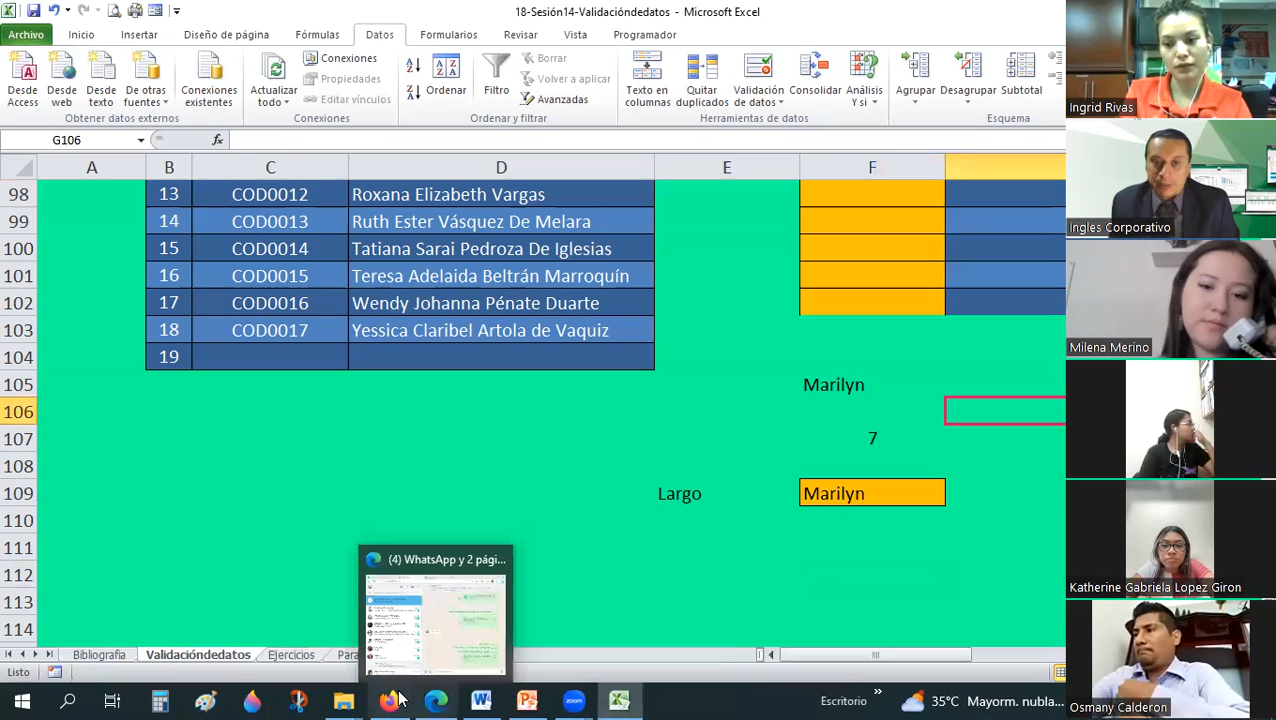 18-Sesión14-Validacióndedatos - Microsoft Excel
Archivo Inicio Insertar Diseño de página Fórmulas Datos Formularios Revisar Vista Programador
Desde Access
Desde web
Desde texto
De otras fuentes
Conexiones existentes
Obtener datos externos
Actualizar todo
Conexiones
Propiedades
Editar vínculos
Conexiones
Ordenar
Filtro
Borrar
Volver a aplicar
Avanzadas
Ordenar y filtrar
Texto en columnas
Quitar duplicados
Validación de datos
Consolidar
Análisis Y si
Herramientas de datos
Agrupar
Desagrupar
Subtotal
Esquema
G106 fx
A B C D E F
98 13 COD0012 Roxana Elizabeth Vargas
99 14 COD0013 Ruth Ester Vásquez De Melara
100 15 COD0014 Tatiana Sarai Pedroza De Iglesias
101 16 COD0015 Teresa Adelaida Beltrán Marroquín
102 17 COD0016 Wendy Johanna Pénate Duarte
103 18 COD0017 Yessica Claribel Artola de Vaquiz
104 19
105 Marilyn
106
107 7
108
109 Largo Marilyn
110
111
112
113
114
(4) WhatsApp y 2 pági...
Bibliografía Validacióndedatos Ejercicios Para
Listo
Escritorio » 35°C Mayorm. nubla...
Ingrid Rivas
Ingles Corporativo
Milena Merino
Katherine Gabriela Lopez Giron
Osmany Calderon